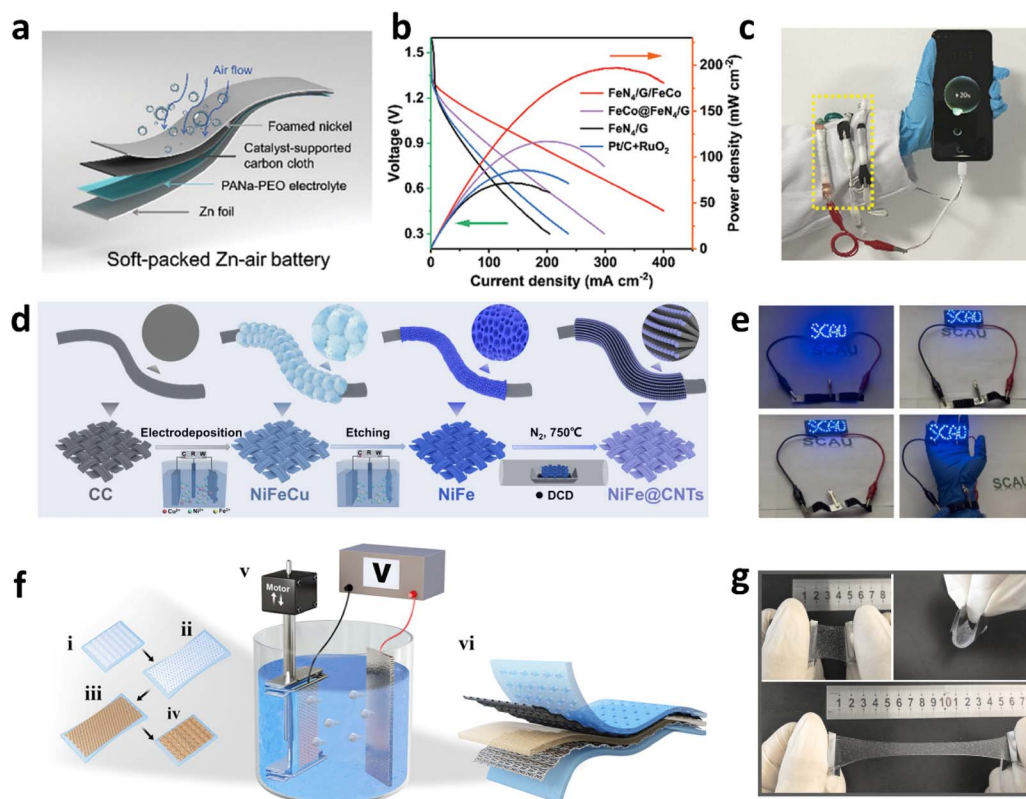 a
Air flow
Foamed nickel
Catalyst-supported
carbon cloth
PANa-PEO electrolyte
Zn foil
Soft-packed Zn-air battery
b
1.5
1.2
0.9
0.6
0.3
Voltage (V)
0
100
200
300
400
Current density (mA cm⁻²)
200
150
100
50
0
Power density (mW cm⁻²)
FeN₄/G/FeCo
FeCo@FeN₄/G
FeN₄/G
Pt/C+RuO₂
c
d
Electrodeposition
Etching
N₂, 750℃
C R W
C R W
DCD
Cu²⁺ Ni²⁺ Fe²⁺
CC
NiFeCu
NiFe
NiFe@CNTs
e
SCAU
SCAU
SCAU
SCAU
SCAU
SCAU
SCAU
SCAU
f
i
ii
iii
iv
v
Motor
V
vi
g
1 2 3 4 5 6 7 8
1 2 3 4 5 6 7 8 9 10 1 2 3 4 5 6 7